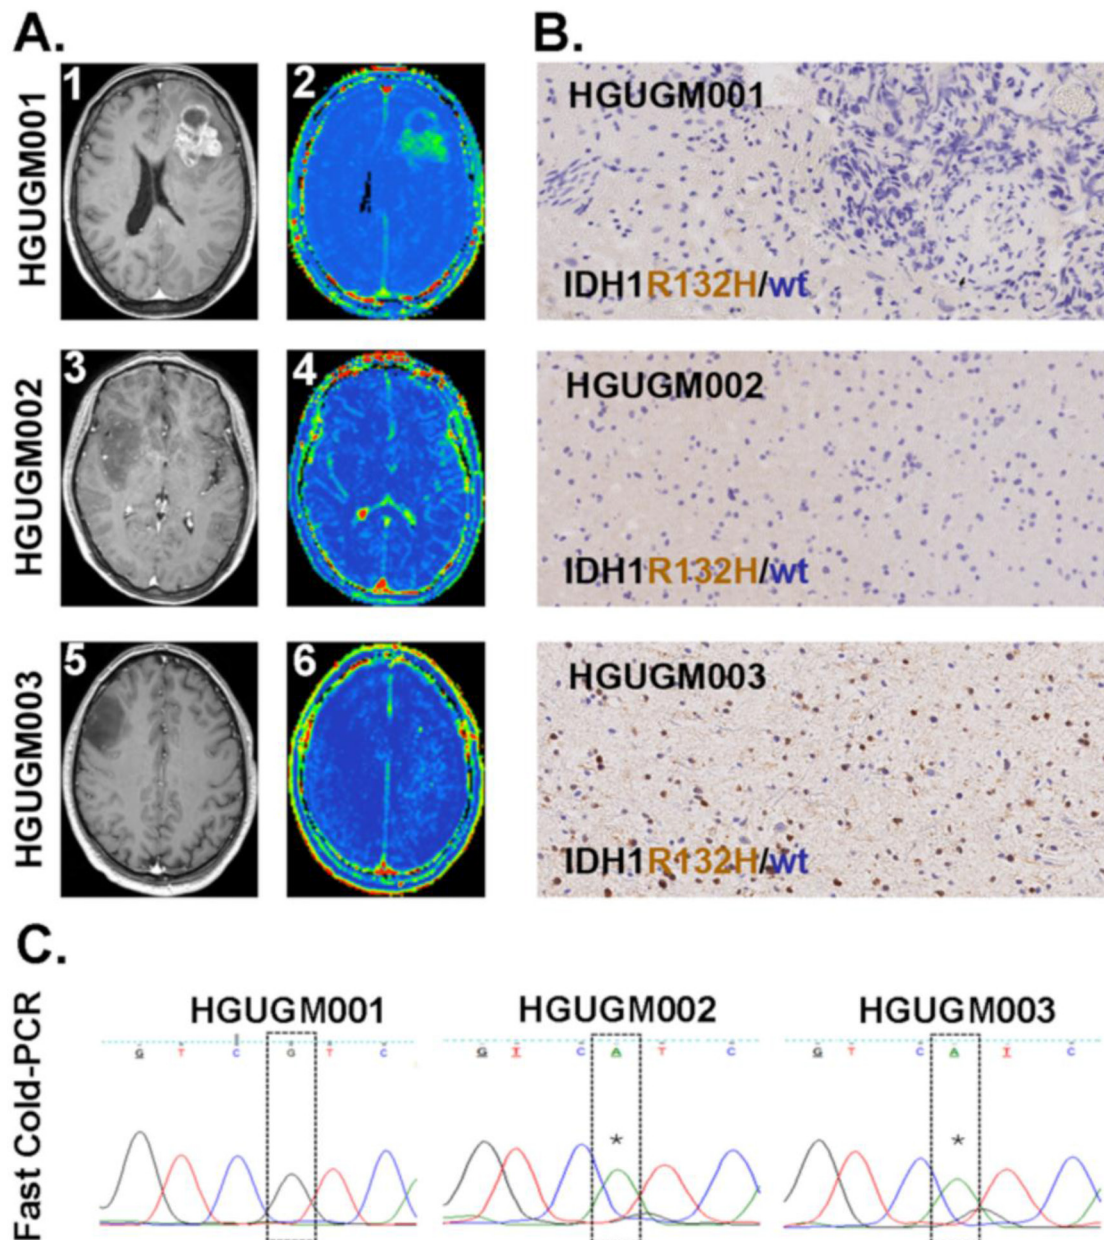 A.
B.
HGUGM001
1
2
HGUGM001
IDH1R132H/wt
HGUGM002
3
4
HGUGM002
IDH1R132H/wt
HGUGM003
5
6
HGUGM003
IDH1R132H/wt
C.
Fast Cold-PCR
HGUGM001
HGUGM002
HGUGM003
G T C G T C
G T C A T C
G T C A T C
*
*